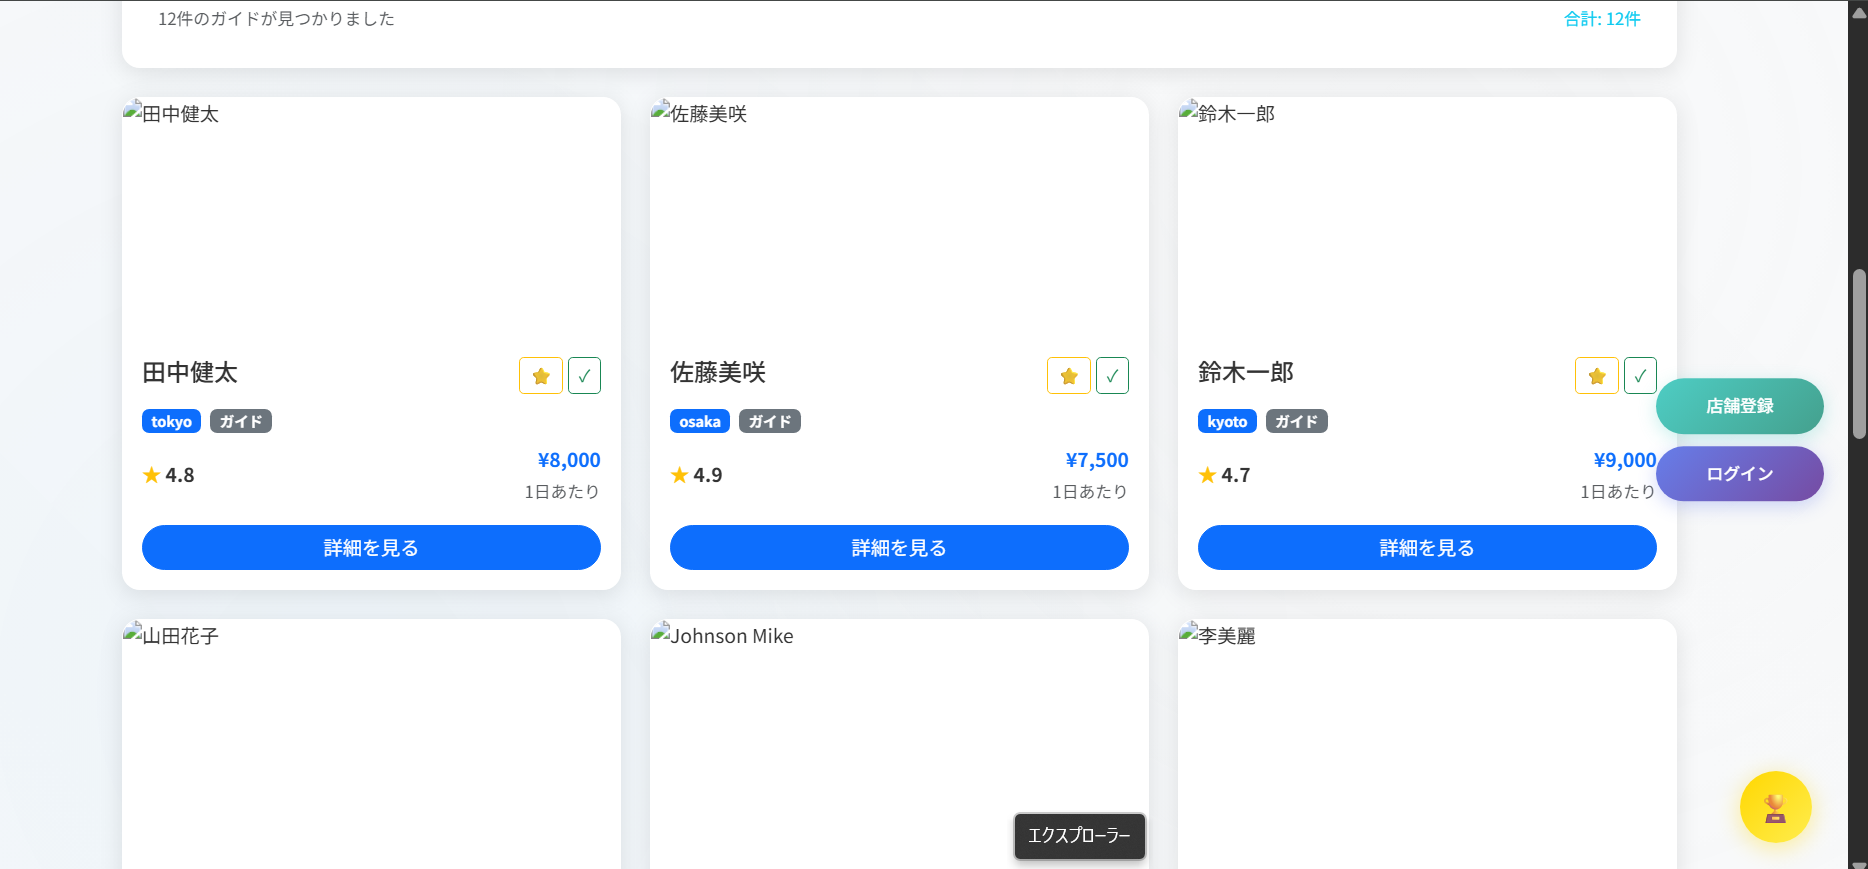 12件のガイドが見つかりました
合計: 12件
田中健太
佐藤美咲
鈴木一郎
田中健太
tokyo ガイド
★ 4.8
¥8,000
1日あたり
詳細を見る
佐藤美咲
osaka ガイド
★ 4.9
¥7,500
1日あたり
詳細を見る
鈴木一郎
kyoto ガイド
★ 4.7
¥9,000
1日あたり
詳細を見る
店舗登録
ログイン
山田花子
Johnson Mike
李美麗
エクスプローラー